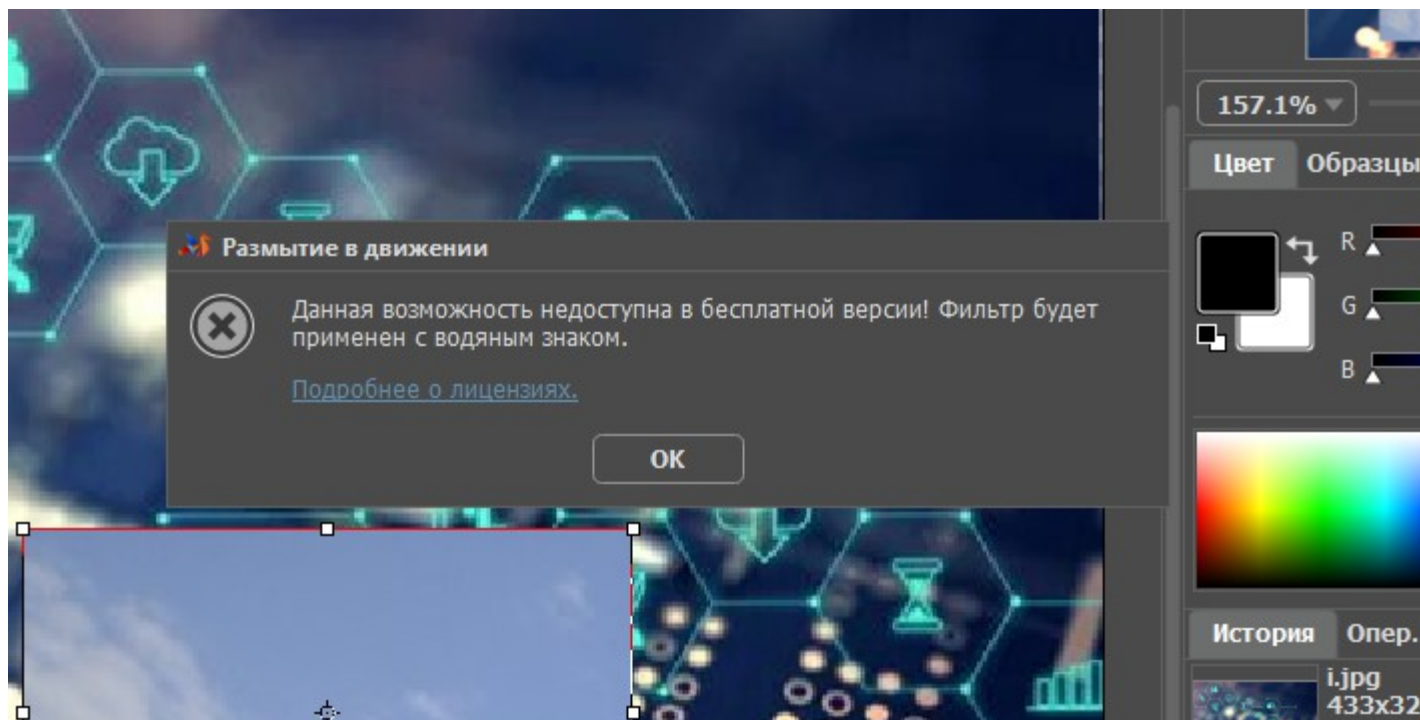 157.1%
Цвет Образцы
Размытие в движении
R
Данная возможность недоступна в бесплатной версии! Фильтр будет
применен с водяным знаком.
G
Подробнее о лицензиях.
B
OK
История Опер.
i.jpg
433x32